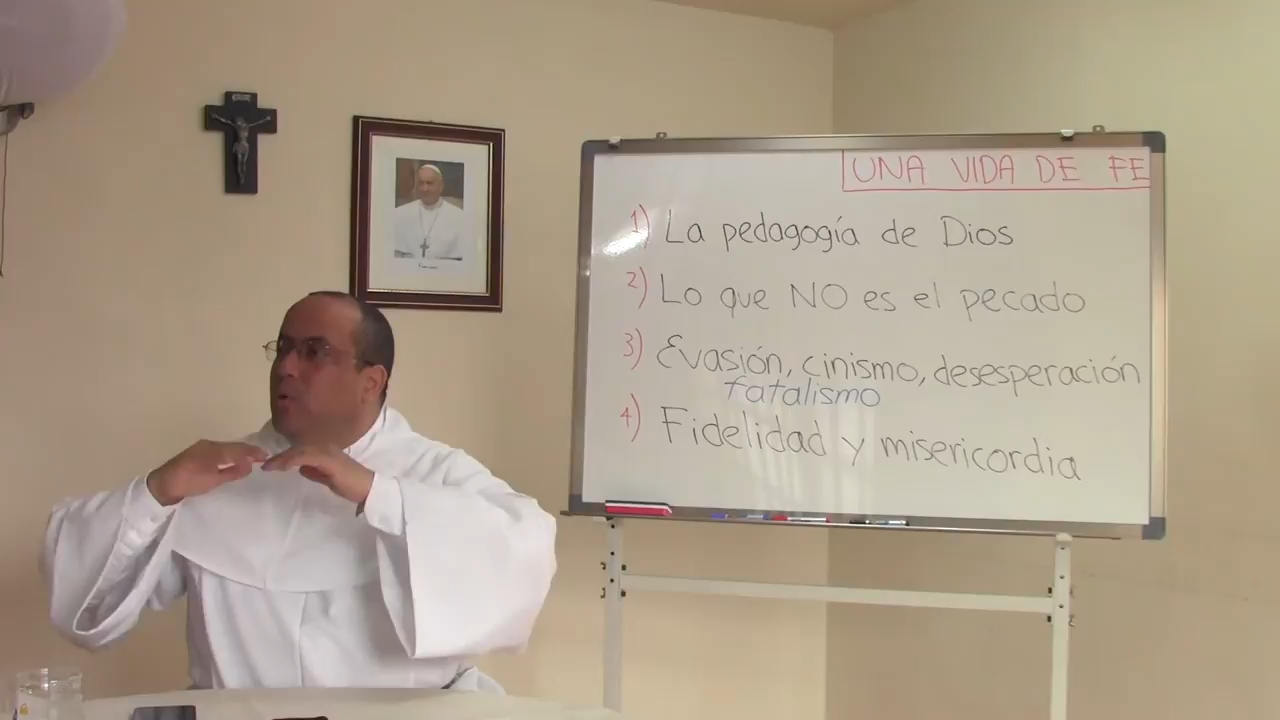 UNA VIDA DE FE
1) La pedagogía de Dios
2) Lo que NO es el pecado
3) Evasión, cinismo, desesperación
fatalismo
4) Fidelidad y misericordia